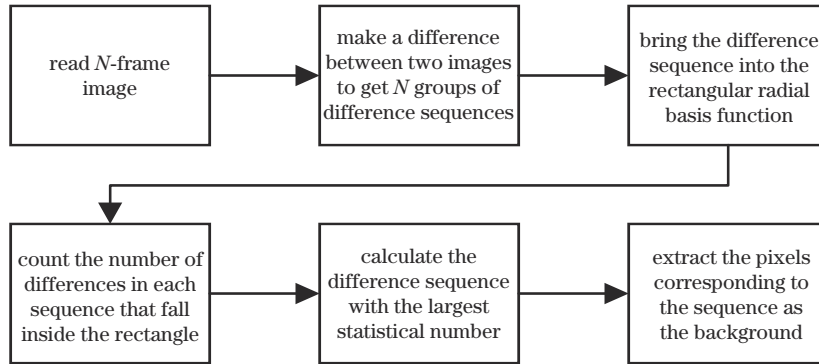 read N-frame
image
make a difference
between two images
to get N groups of
difference sequences
bring the difference
sequence into the
rectangular radial
basis function
count the number of
differences in each
sequence that fall
inside the rectangle
calculate the
difference sequence
with the largest
statistical number
extract the pixels
corresponding to
the sequence as
the background